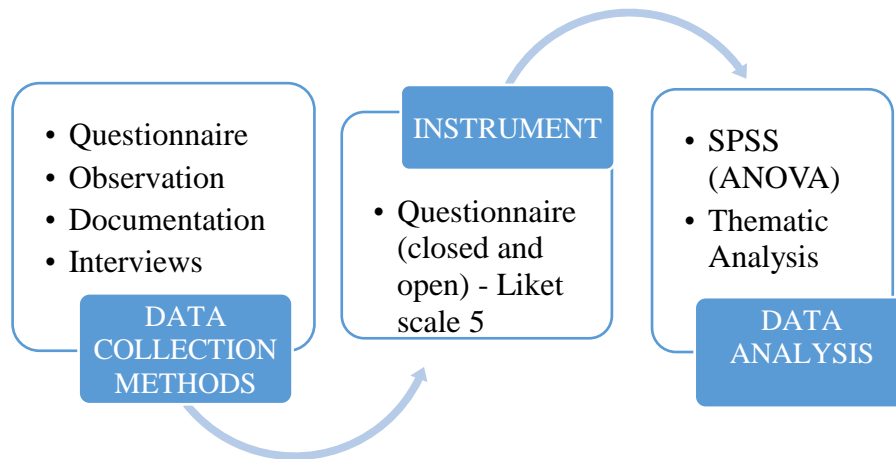 • Questionnaire
• Observation
• Documentation
• Interviews
DATA
COLLECTION
METHODS
INSTRUMENT
• Questionnaire
(closed and
open) - Liket
scale 5
• SPSS
(ANOVA)
• Thematic
Analysis
DATA
ANALYSIS